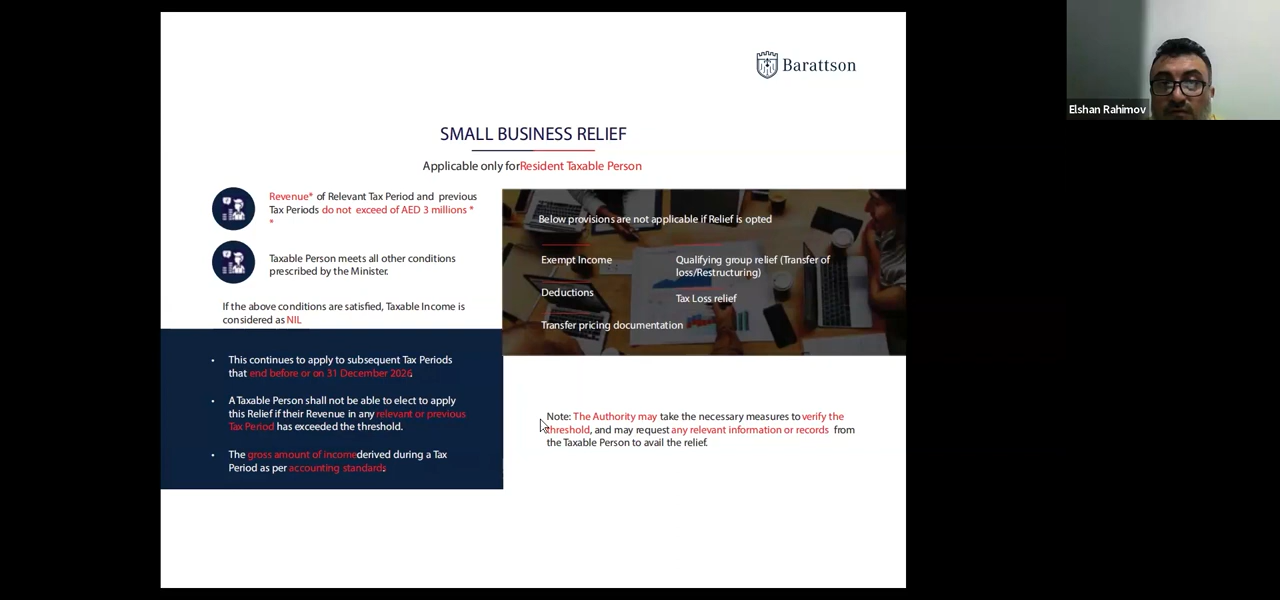 Barattson
Elshan Rahimov
SMALL BUSINESS RELIEF
Applicable only forResident Taxable Person
Revenue* of Relevant Tax Period and previous
Tax Periods do not exceed of AED 3 millions *
*
Taxable Person meets all other conditions
prescribed by the Minister.
If the above conditions are satisfied, Taxable Income is
considered as NIL
Below provisions are not applicable if Relief is opted
Exempt Income
Deductions
Transfer pricing documentation
Qualifying group relief (Transfer of
loss/Restructuring)
Tax Loss relief
• This continues to apply to subsequent Tax Periods
that end before or on 31 December 2026.
• A Taxable Person shall not be able to elect to apply
this Relief if their Revenue in any relevant or previous
Tax Period has exceeded the threshold.
• The gross amount of incomederived during a Tax
Period as per accounting standards.
Note: The Authority may take the necessary measures to verify the
threshold, and may request any relevant information or records from
the Taxable Person to avail the relief.